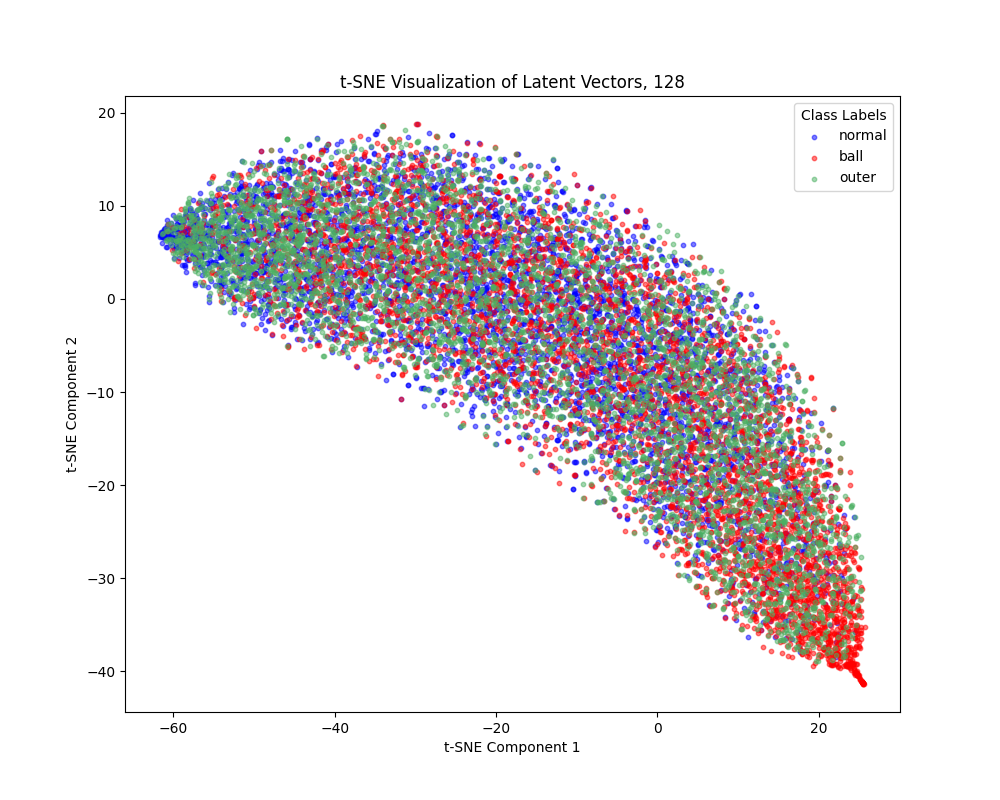 t-SNE Visualization of Latent Vectors, 128
Class Labels
normal
ball
outer
20
10
0
−10
−20
−30
−40
t-SNE Component 2
−60
−40
−20
0
20
t-SNE Component 1